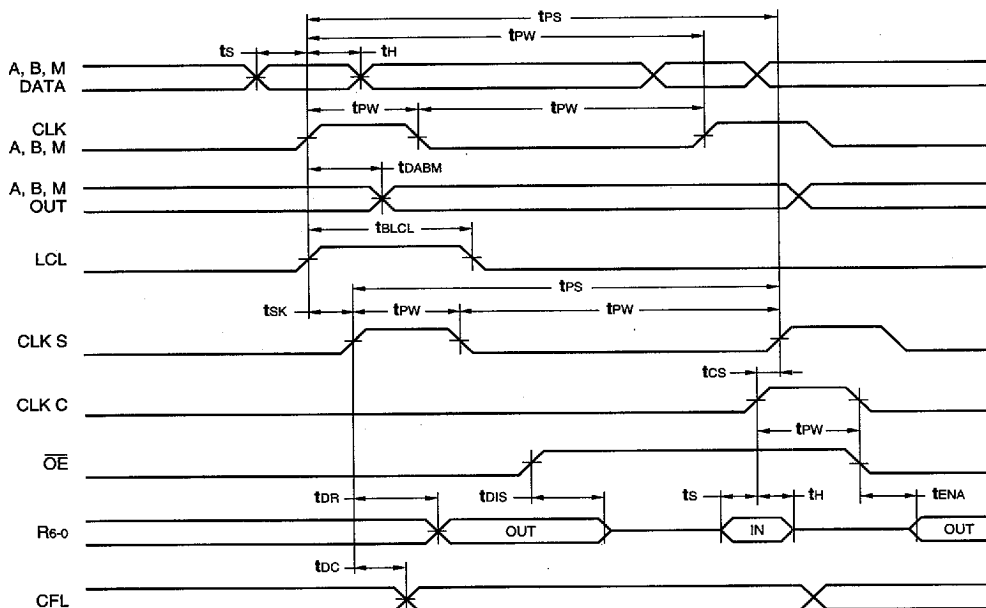 tPS
tPW
tS tH
A, B, M
DATA
tPW tPW
CLK
A, B, M
tDABM
A, B, M
OUT
tBLCL
LCL
tPS
tSK tPW tPW
CLK S
tCS
CLK C
tPW
OE
tDR tDIS tS tH tENA
R6-0 OUT IN OUT
tDC
CFL